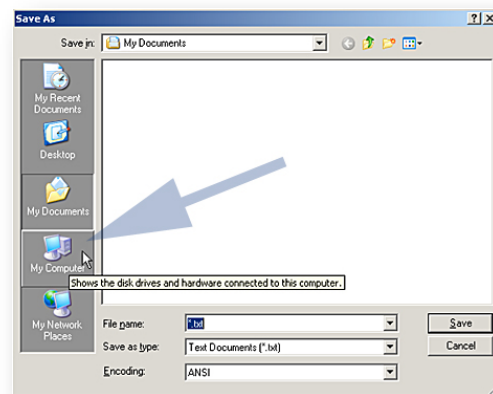 Save As
Save in: My Documents
My Recent
Documents
Desktop
My Documents
My Computer
Shows the disk drives and hardware connected to this computer.
My Network
Places
File name: *.txt
Save
Save as type: Text Documents (*.txt)
Cancel
Encoding: ANSI